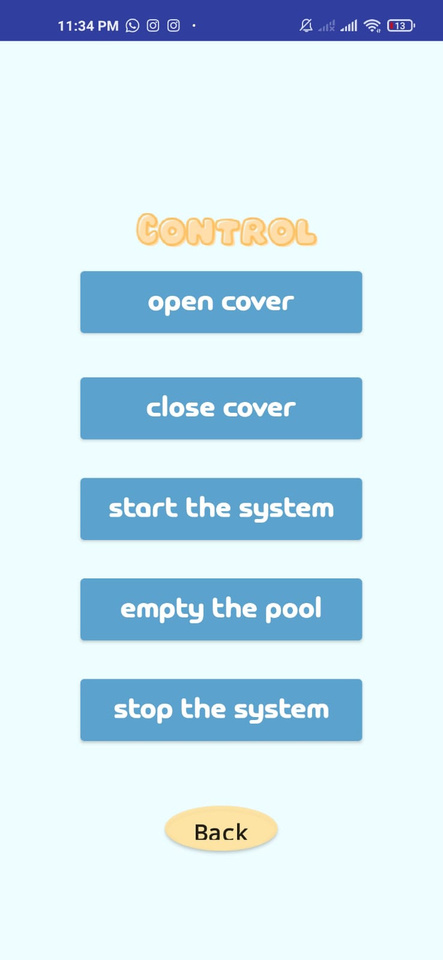 11:34 PM
13
CONTROL
open cover
close cover
start the system
empty the pool
stop the system
Back